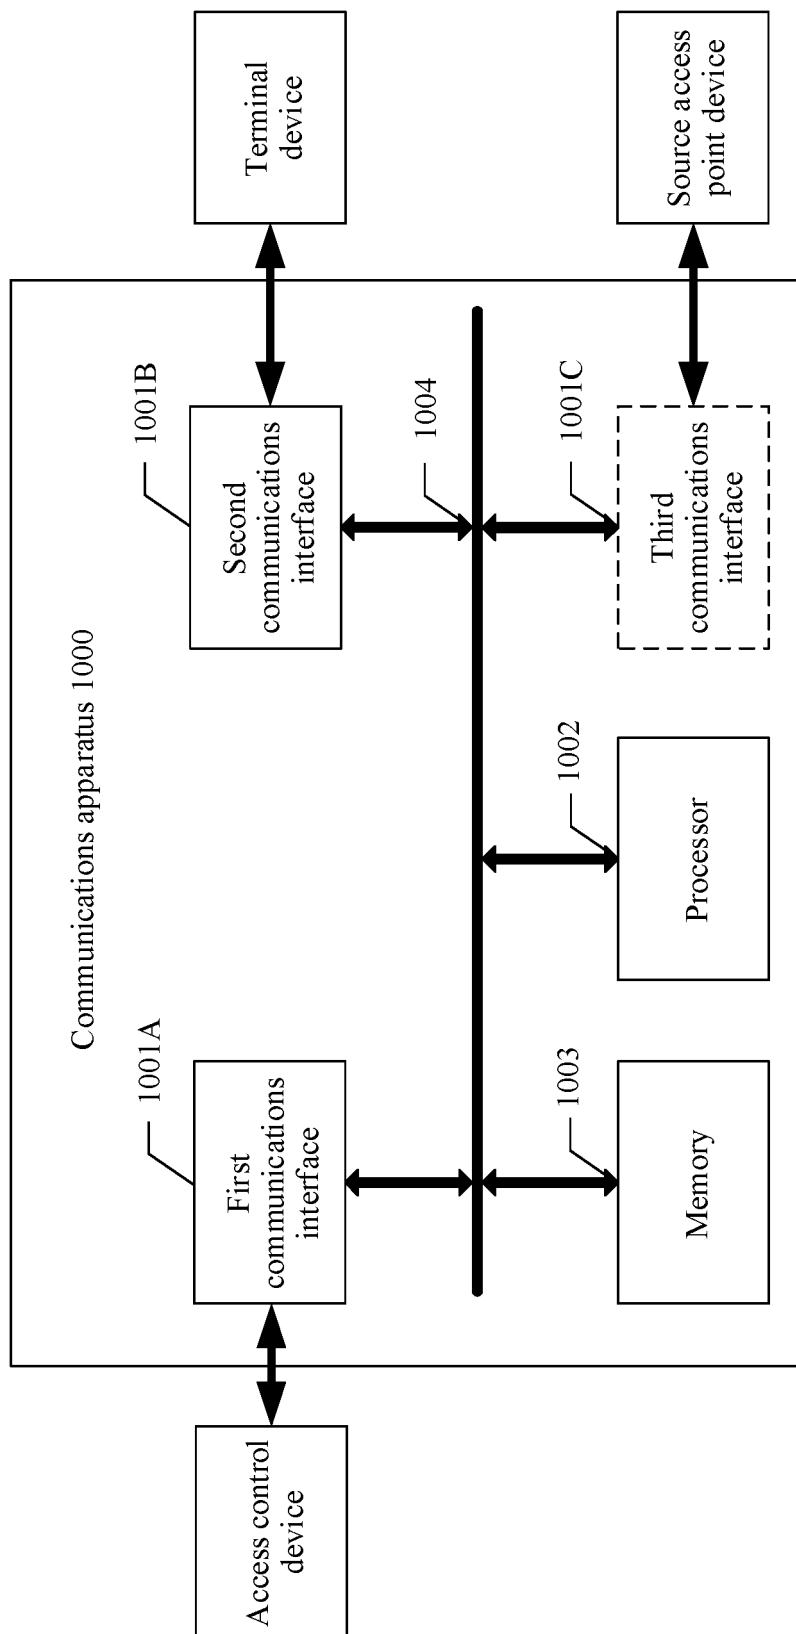 Communications apparatus 1000
1001A
1001B
Access control
device
First
communications
interface
Second
communications
interface
Terminal
device
1004
1003
1002
1001C
Memory
Processor
Third
communications
interface
Source access
point device